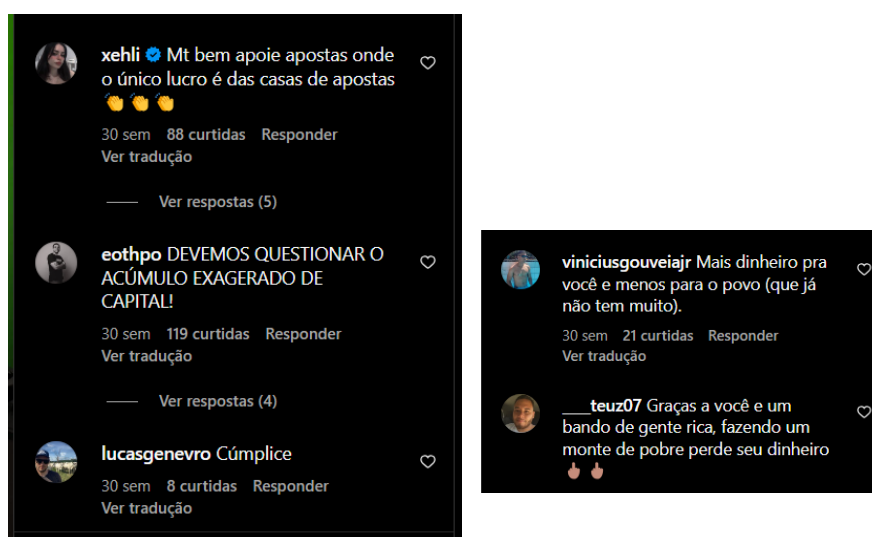 xehli Mt bem apoie apostas onde
o único lucro é das casas de apostas
👏👏👏
30 sem 88 curtidas Responder
Ver tradução
Ver respostas (5)
eothpo DEVEMOS QUESTIONAR O
ACÚMULO EXAGERADO DE
CAPITAL!
30 sem 119 curtidas Responder
Ver tradução
Ver respostas (4)
lucasgenevro Cúmplice
30 sem 8 curtidas Responder
Ver tradução
viniciusgouveiajr Mais dinheiro pra
você e menos para o povo (que já
não tem muito).
30 sem 21 curtidas Responder
Ver tradução
___teuz07 Graças a você e um
bando de gente rica, fazendo um
monte de pobre perde seu dinheiro
🖕🏽🖕🏽